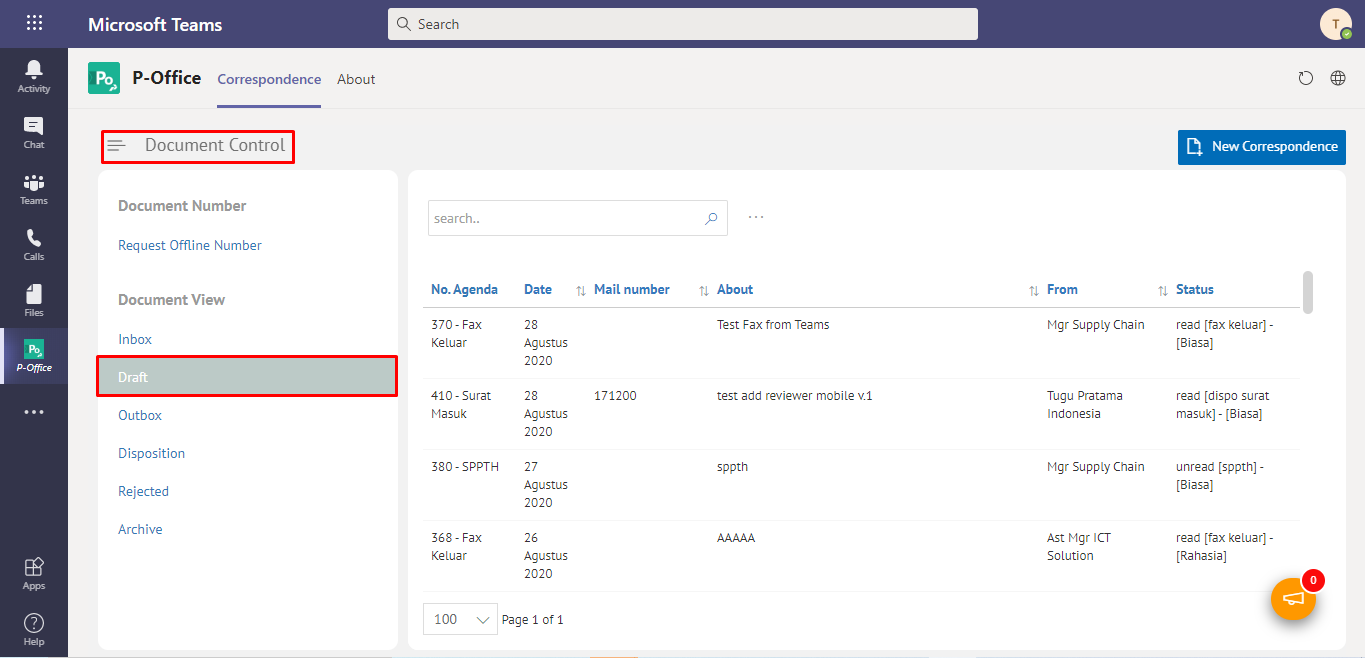 Microsoft Teams
Search
T
Activity
Chat
Teams
Calls
Files
P-Office
Apps
Help
Po
P-Office
Correspondence
About
Document Control
New Correspondence
Document Number
Request Offline Number
Document View
Inbox
Draft
Outbox
Disposition
Rejected
Archive
search..
No. Agenda Date Mail number About From Status
370 - Fax 28 Test Fax from Teams Mgr Supply Chain read [fax keluar] -
Keluar Agustus [Biasa]
2020
410 - Surat 28 171200 test add reviewer mobile v.1 Tugu Pratama read [dispo surat
Masuk Agustus Indonesia masuk] - [Biasa]
2020
380 - SPPTH 27 sppth Mgr Supply Chain unread [sppth] -
Agustus [Biasa]
2020
368 - Fax 26 AAAAA Ast Mgr ICT read [fax keluar] -
Keluar Agustus Solution [Rahasia]
2020
0
100 Page 1 of 1